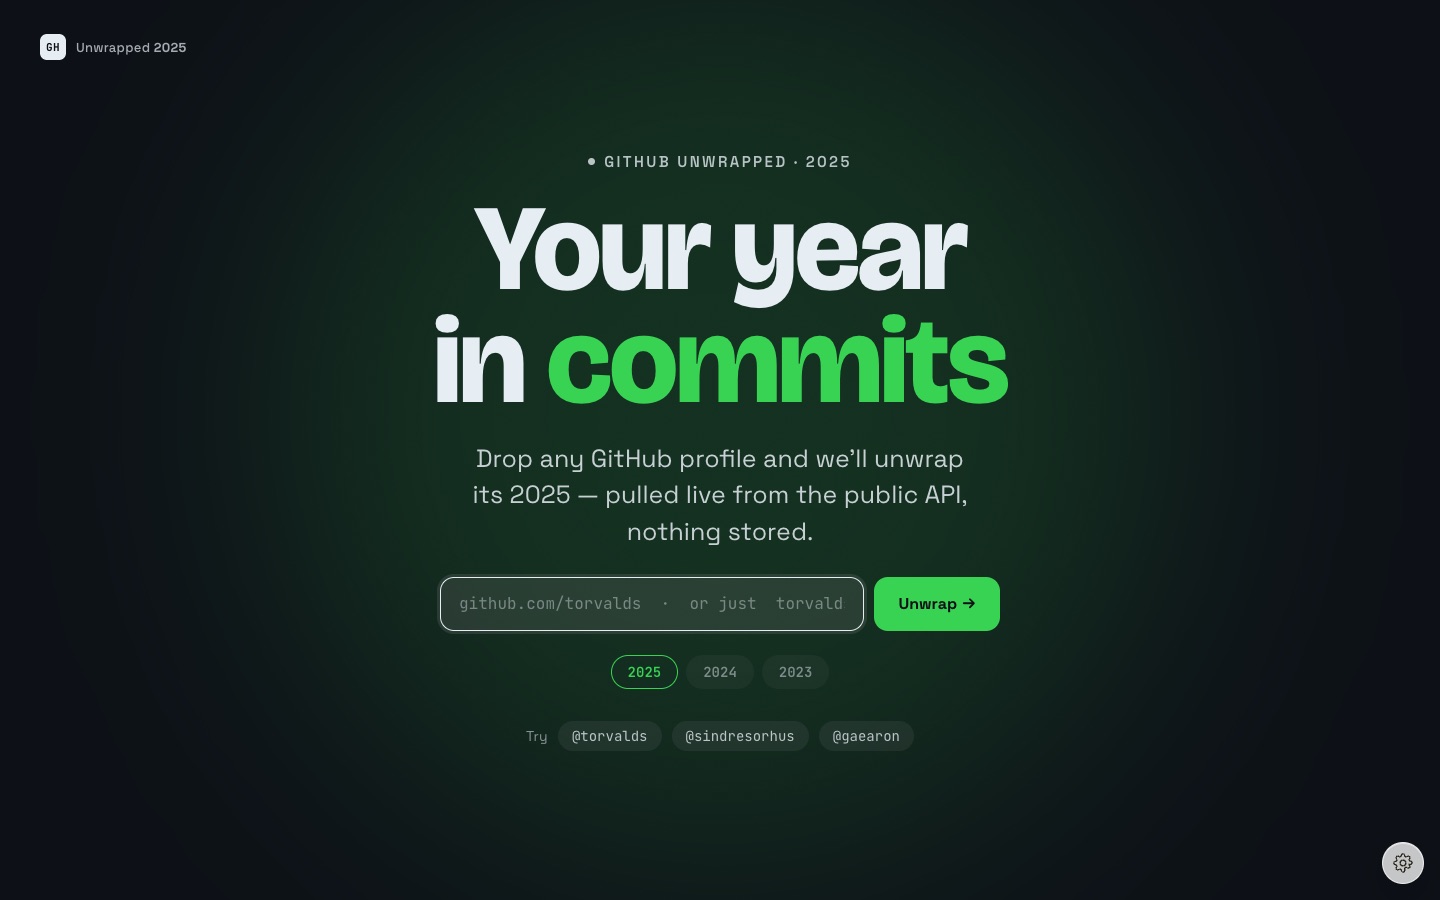 GH Unwrapped 2025
GITHUB UNWRAPPED · 2025
Your year
in commits
Drop any GitHub profile and we'll unwrap
its 2025 — pulled live from the public API,
nothing stored.
github.com/torvalds · or just torvald
Unwrap →
2025 2024 2023
Try @torvalds @sindresorhus @gaearon